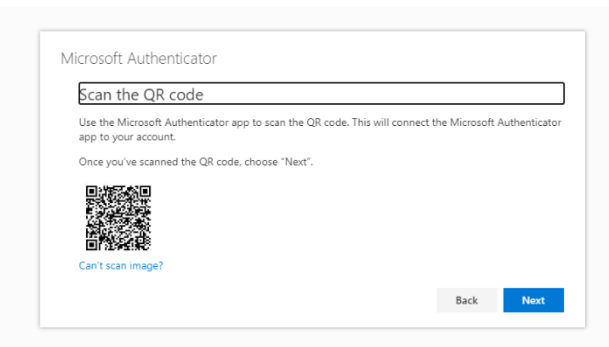 Microsoft Authenticator
Scan the QR code
Use the Microsoft Authenticator app to scan the QR code. This will connect the Microsoft Authenticator
app to your account.
Once you've scanned the QR code, choose "Next".
Can't scan image?
Back Next